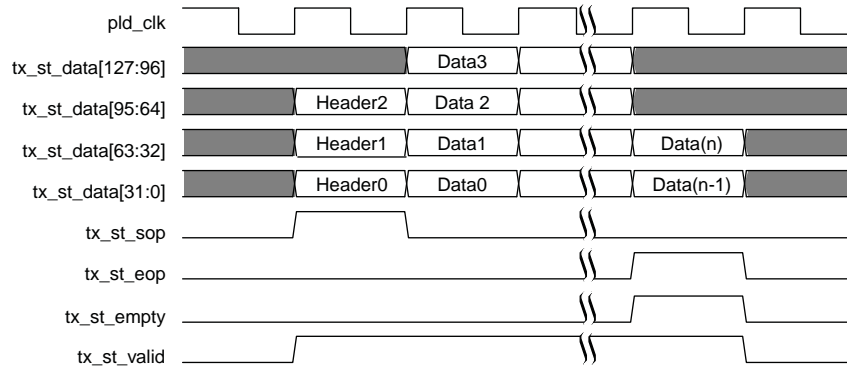 pld_clk
tx_st_data[127:96] Data3
tx_st_data[95:64] Header2 Data 2
tx_st_data[63:32] Header1 Data1 Data(n)
tx_st_data[31:0] Header0 Data0 Data(n-1)
tx_st_sop
tx_st_eop
tx_st_empty
tx_st_valid